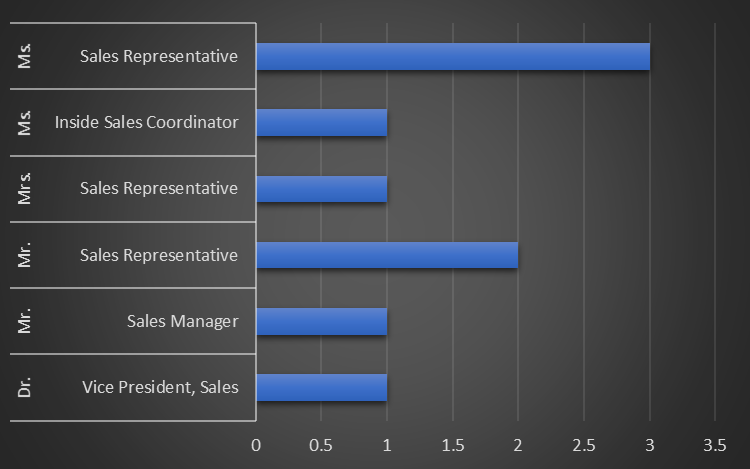 Ms. Sales Representative
Ms. Inside Sales Coordinator
Mrs. Sales Representative
Mr. Sales Representative
Mr. Sales Manager
Dr. Vice President, Sales
0 0.5 1 1.5 2 2.5 3 3.5